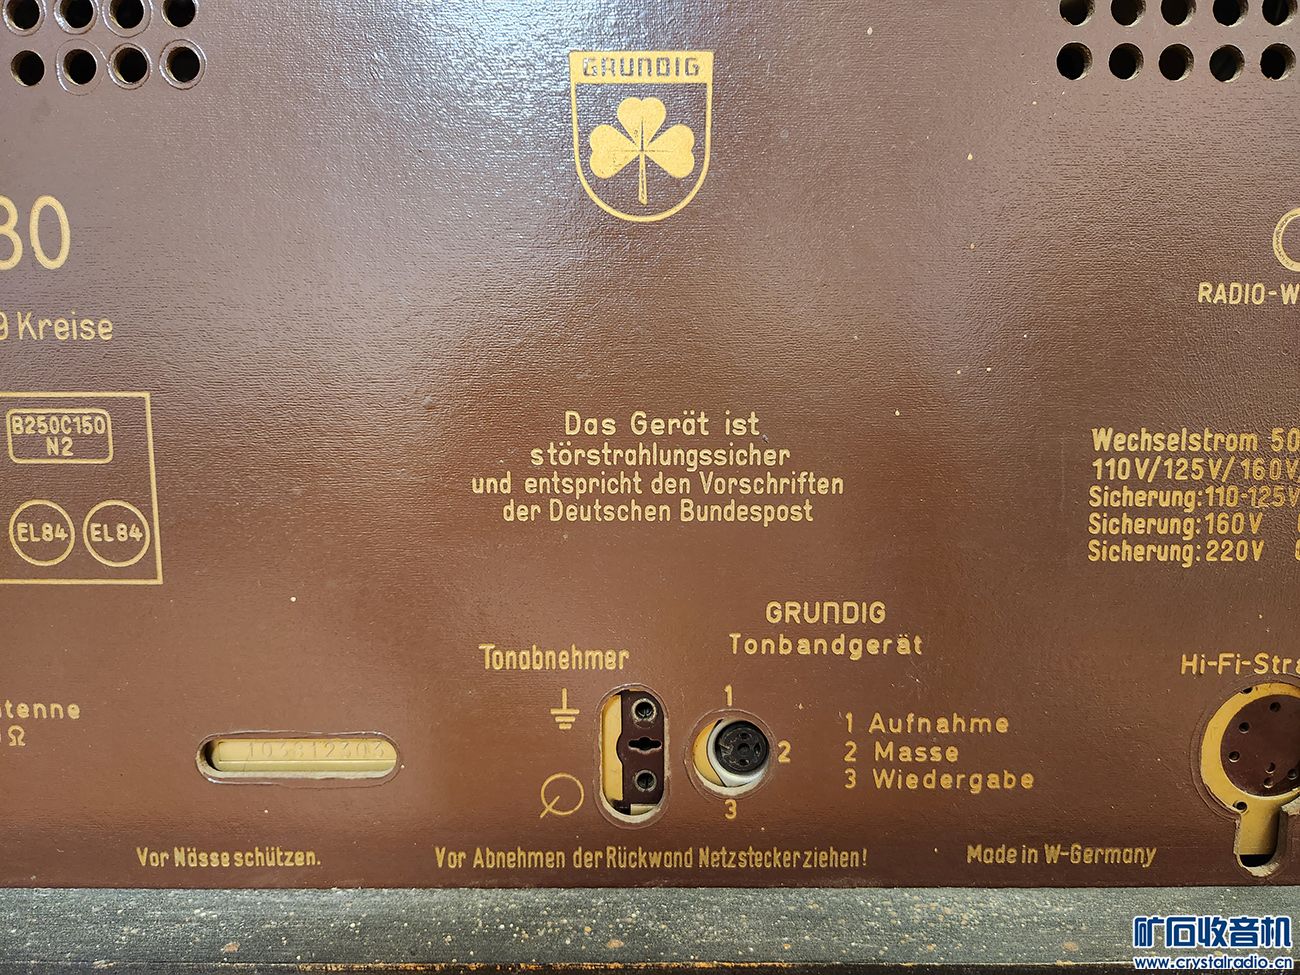 GRUNDIG
80
9 Kreise
RADIO-W
B250C150
N2
EL84 EL84
Das Gerät ist
störstrahlungssicher
und entspricht den Vorschriften
der Deutschen Bundespost
Wechselstrom 50
110V/125V/160V
Sicherung:110-125V
Sicherung:160V
Sicherung:220V
GRUNDIG
Tonbandgerät
Tonabnehmer
Hi-Fi-Stra
tenne
Ω
103812303
1
2
3
1 Aufnahme
2 Masse
3 Wiedergabe
Vor Nässe schützen.
Vor Abnehmen der Rückwand Netzstecker ziehen!
Made in W-Germany
矿石收音机
www.crystalradio.cn